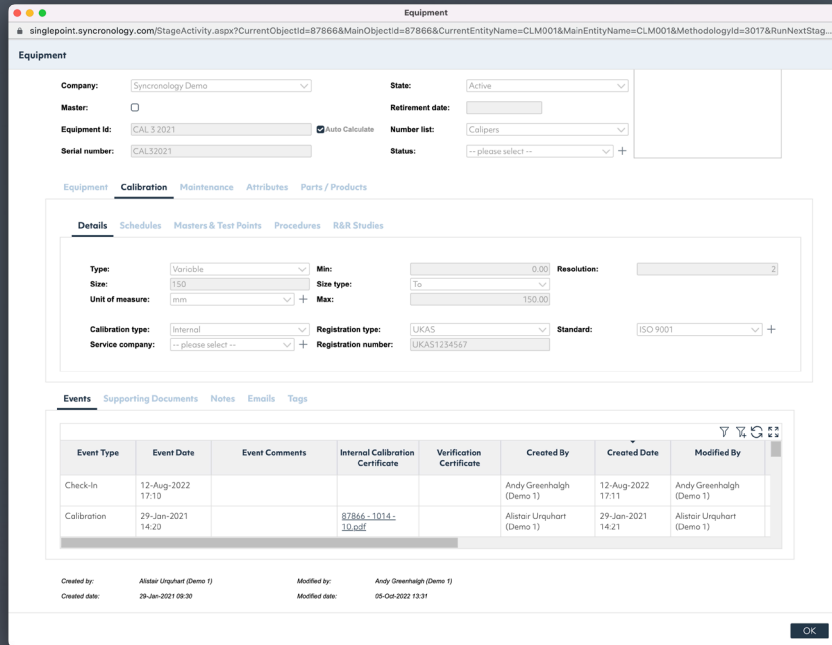 Equipment
singlepoint.syncronology.com/StageActivity.aspx?CurrentObjectId=87866&MainObjectId=87866&CurrentEntityName=CLM001&MainEntityName=CLM001&MethodologyId=3017&RunNextStag...
Equipment
Company: Syncronology Demo State: Active
Master: Retirement date:
Equipment Id: CAL 3 2021 Auto Calculate Number list: Calipers
Serial number: CAL32021 Status: -- please select --
Equipment Calibration Maintenance Attributes Parts / Products
Details Schedules Masters & Test Points Procedures R&R Studies
Type: Variable Min: 0.00 Resolution: 2
Size: 150 Size type: To
Unit of measure: mm Max: 150.00
Calibration type: Internal Registration type: UKAS Standard: ISO 9001
Service company: -- please select -- Registration number: UKAS1234567
Events Supporting Documents Notes Emails Tags
Event Type Event Date Event Comments Internal Calibration Verification Created By Created Date Modified By
Certificate Certificate
Check-In 12-Aug-2022 Andy Greenhalgh 12-Aug-2022 Andy Greenhalgh
17:10 (Demo 1) 17:11 (Demo 1)
Calibration 29-Jan-2021 87866 - 1014 - Alistair Urquhart 29-Jan-2021 Alistair Urquhart
14:20 10.pdf (Demo 1) 14:21 (Demo 1)
Created by: Alistair Urquhart (Demo 1) Modified by: Andy Greenhalgh (Demo 1)
Created date: 29-Jan-2021 09:30 Modified date: 05-Oct-2022 13:31
OK